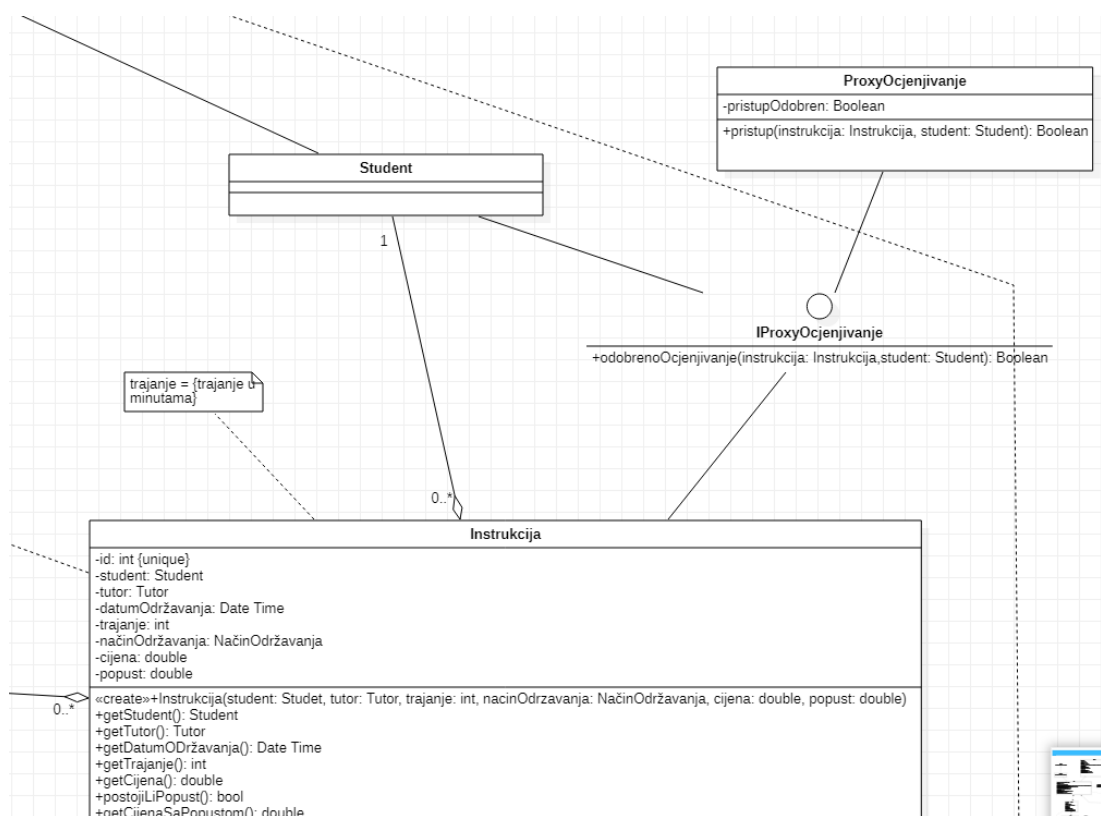 ProxyOcjenjivanje
-pristupOdobren: Boolean
+pristup(instrukcija: Instrukcija, student: Student): Boolean
Student
1
IProxyOcjenjivanje
+odobrenoOcjenjivanje(instrukcija: Instrukcija,student: Student): Boolean
trajanje = {trajanje u
minutama}
0..*
Instrukcija
-id: int {unique}
-student: Student
-tutor: Tutor
-datumOdržavanja: Date Time
-trajanje: int
-načinOdržavanja: NačinOdržavanja
-cijena: double
-popust: double
0..*
«create»+Instrukcija(student: Studet, tutor: Tutor, trajanje: int, nacinOdrzavanja: NačinOdržavanja, cijena: double, popust: double)
+getStudent(): Student
+getTutor(): Tutor
+getDatumODržavanja(): Date Time
+getTrajanje(): int
+getCijena(): double
+postojiLiPopust(): bool
+getCijenaSaPopustom(): double